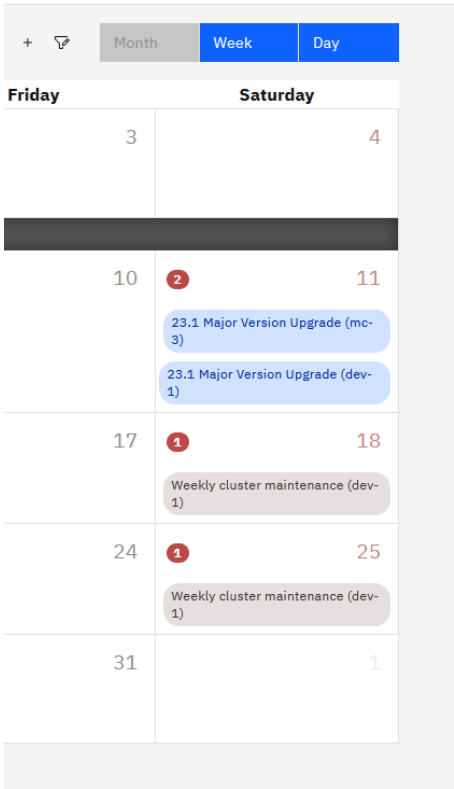 +
Month Week Day
Friday Saturday
3 4
10 2 11
23.1 Major Version Upgrade (mc-
3)
23.1 Major Version Upgrade (dev-
1)
17 1 18
Weekly cluster maintenance (dev-
1)
24 1 25
Weekly cluster maintenance (dev-
1)
31 1